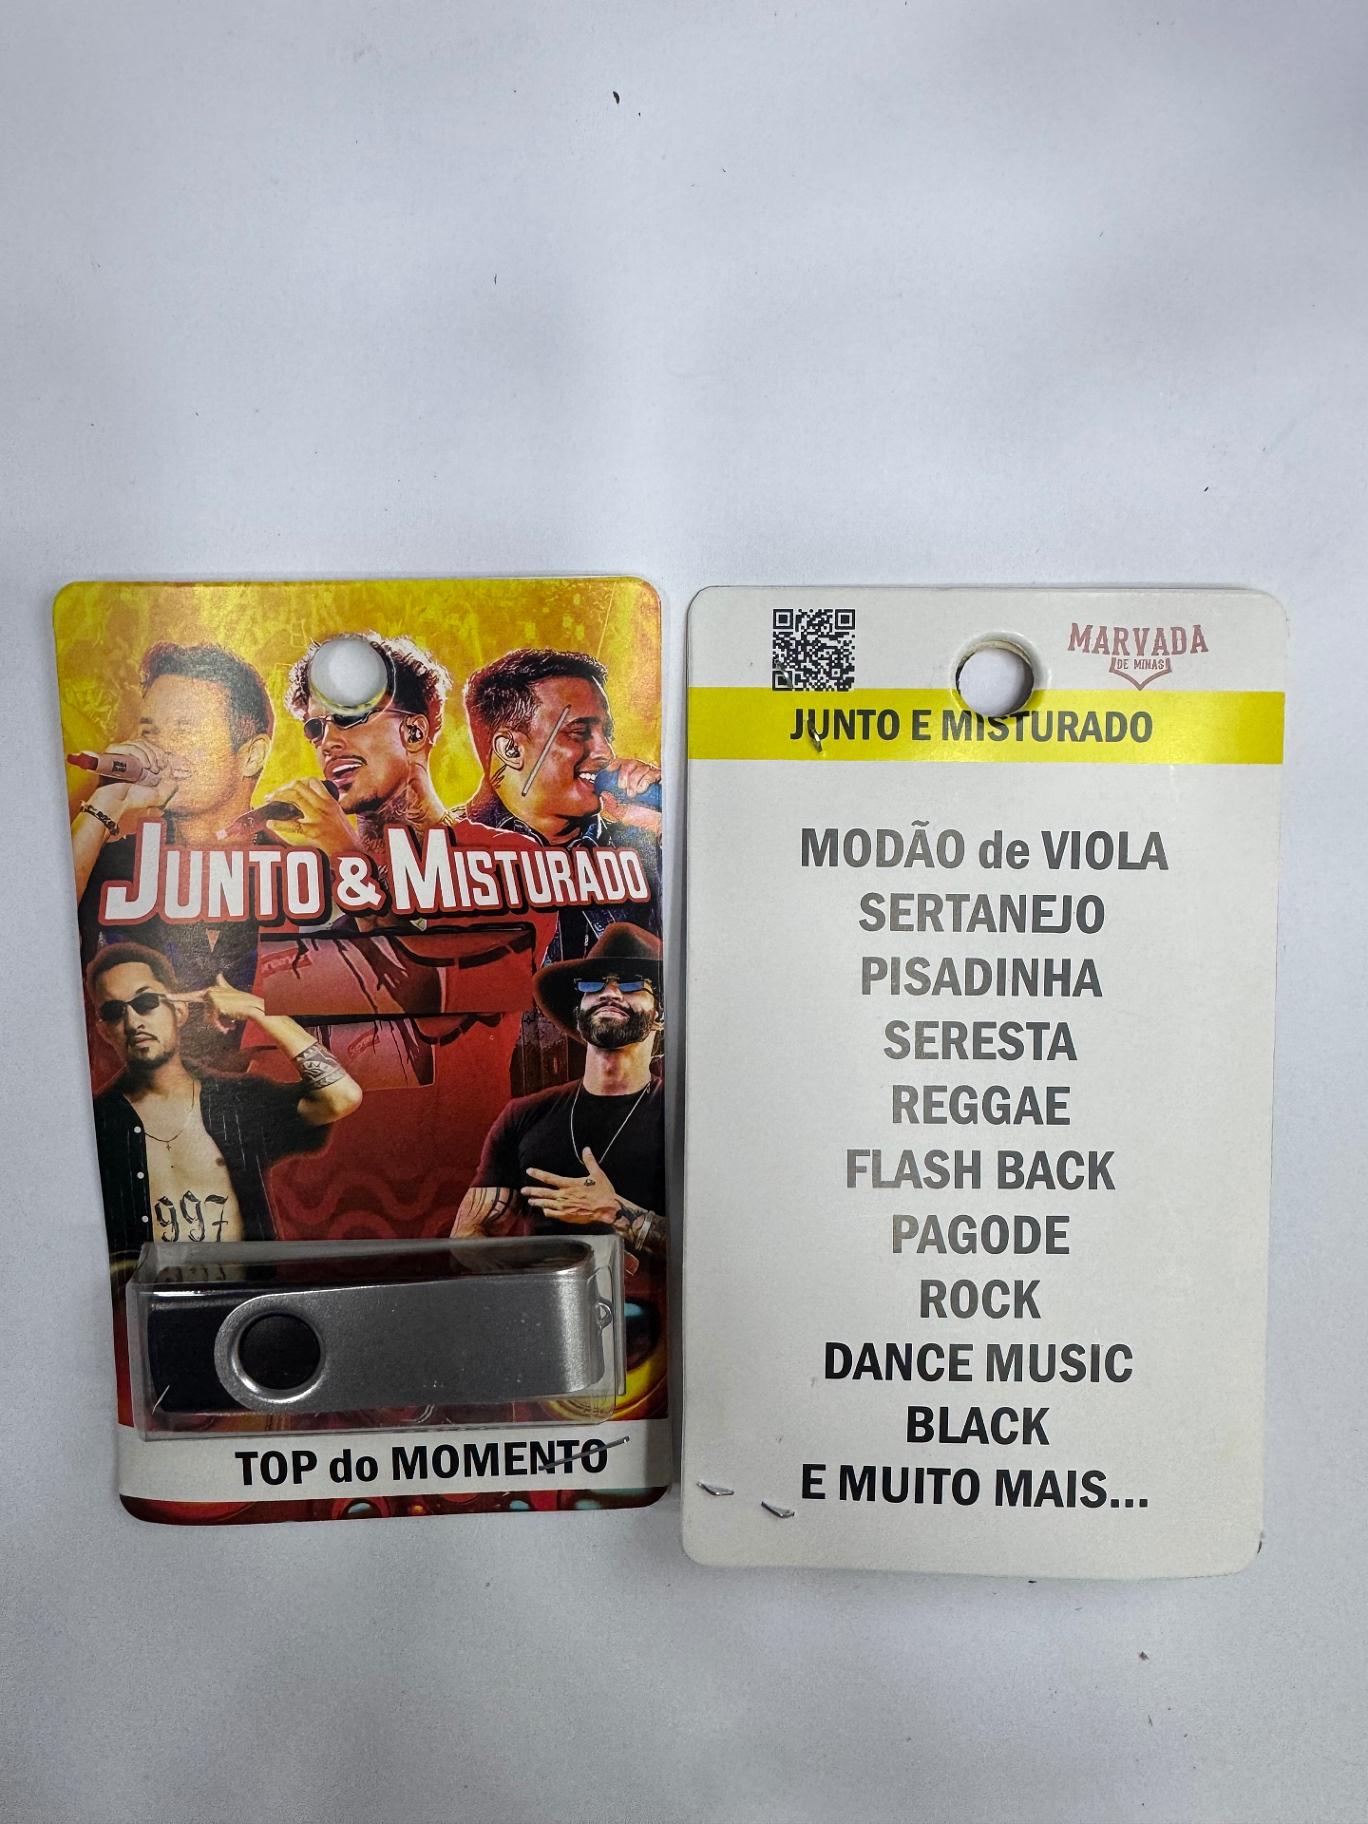 JUNTO & MISTURADO
997
TOP do MOMENTO
MARVADA
DE MINAS
JUNTO E MISTURADO
MODÃO de VIOLA
SERTANEJO
PISADINHA
SERESTA
REGGAE
FLASH BACK
PAGODE
ROCK
DANCE MUSIC
BLACK
E MUITO MAIS...